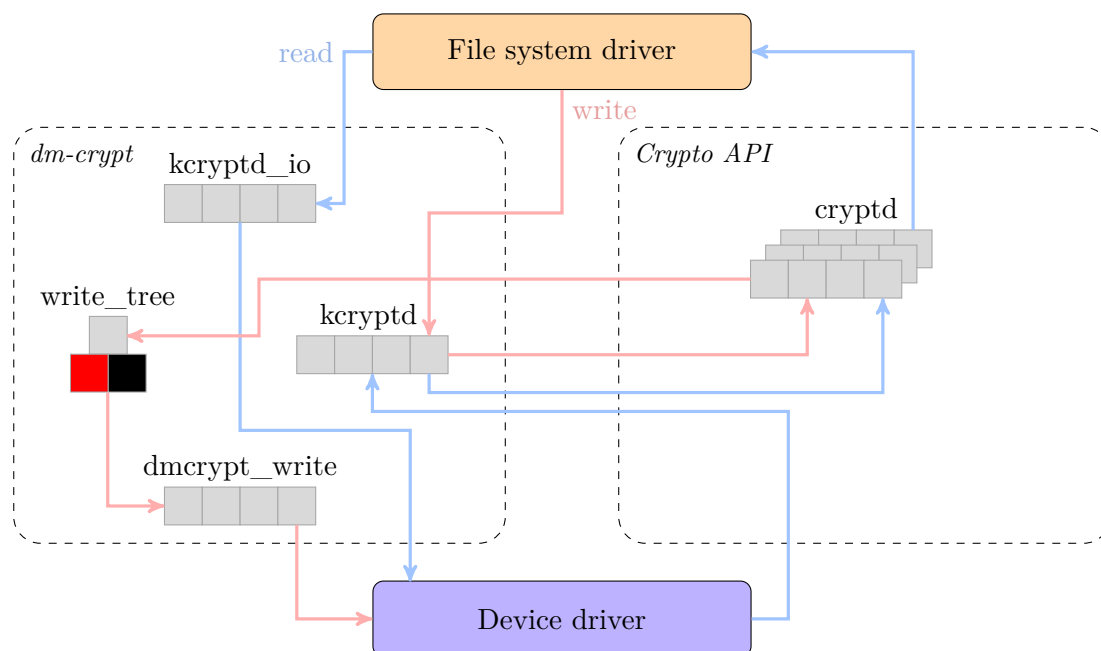 File system driver
read
write
dm-crypt
Crypto API
kcryptd_io
cryptd
write_tree
kcryptd
dmcrypt_write
Device driver